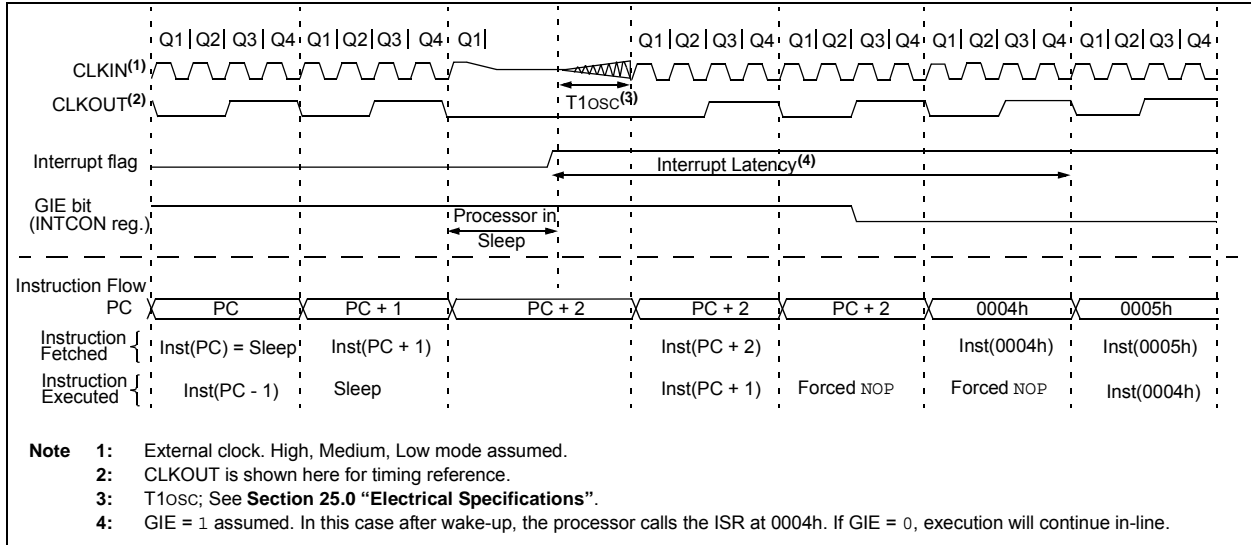 Q1| Q2| Q3| Q4 Q1| Q2| Q3| Q4 Q1| Q1| Q2| Q3| Q4 Q1| Q2| Q3| Q4 Q1| Q2| Q3| Q4 Q1| Q2| Q3| Q4
CLKIN(1)
CLKOUT(2) T1OSC(3)
Interrupt flag Interrupt Latency(4)
GIE bit
(INTCON reg.) Processor in
Sleep
Instruction Flow
PC PC PC + 1 PC + 2 PC + 2 PC + 2 0004h 0005h
Instruction
Fetched Inst(PC) = Sleep Inst(PC + 1) Inst(PC + 2) Inst(0004h) Inst(0005h)
Instruction
Executed Inst(PC - 1) Sleep Inst(PC + 1) Forced NOP Forced NOP Inst(0004h)
Note 1: External clock. High, Medium, Low mode assumed.
2: CLKOUT is shown here for timing reference.
3: T1OSC; See Section 25.0 “Electrical Specifications”.
4: GIE = 1 assumed. In this case after wake-up, the processor calls the ISR at 0004h. If GIE = 0, execution will continue in-line.